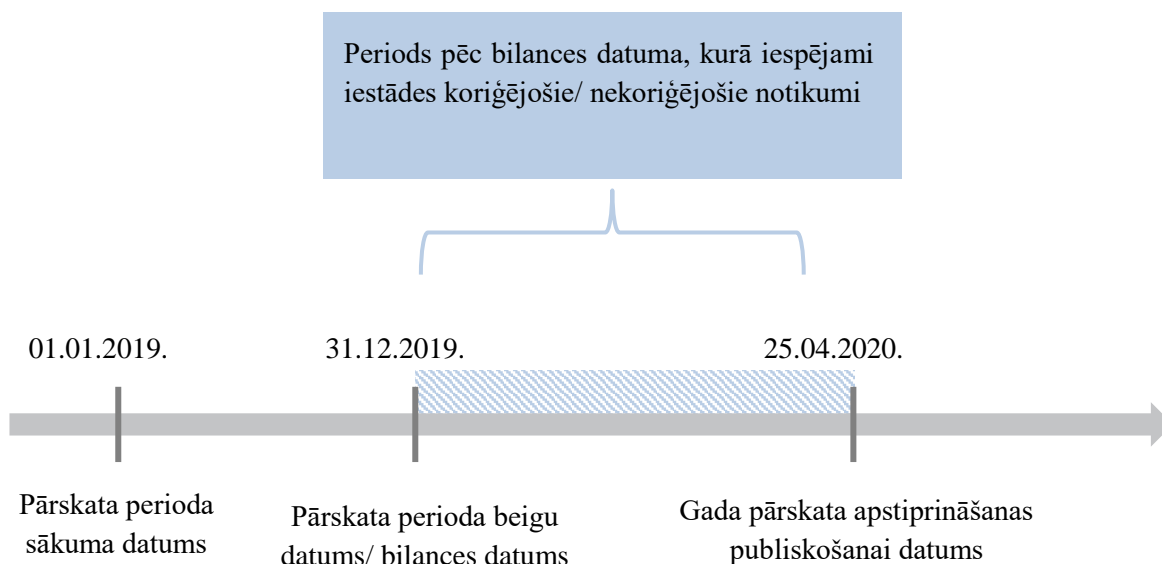 Periods pēc bilances datuma, kurā iespējami
iestādes koriģējošie/ nekoriģējošie notikumi
01.01.2019.
31.12.2019.
25.04.2020.
Pārskata perioda
sākuma datums
Pārskata perioda beigu
datums/ bilances datums
Gada pārskata apstiprināšanas
publiskošanai datums